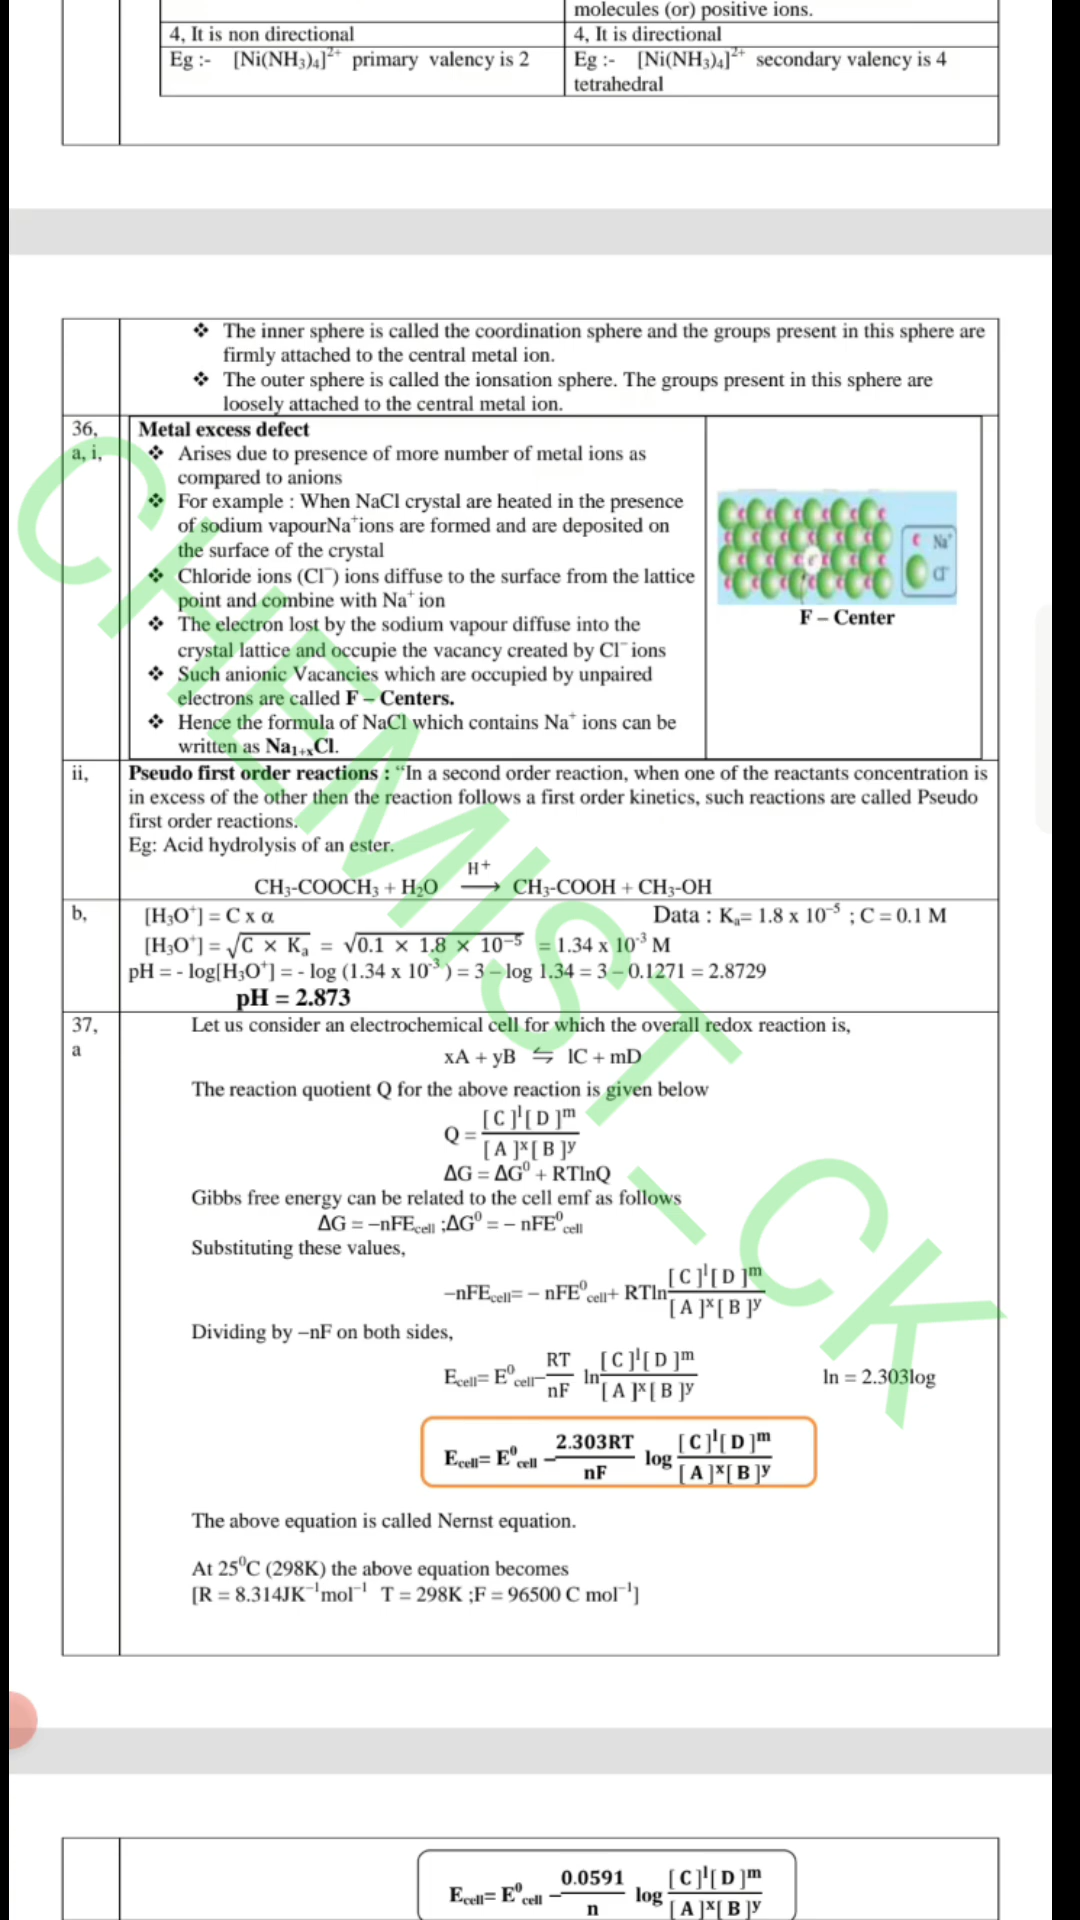 molecules (or) positive ions.
4, It is non directional
4, It is directional
Eg :- [Ni(NH₃)₄]²⁺ primary valency is 2
Eg :- [Ni(NH₃)₄]²⁺ secondary valency is 4
tetrahedral
❖ The inner sphere is called the coordination sphere and the groups present in this sphere are
firmly attached to the central metal ion.
❖ The outer sphere is called the ionsation sphere. The groups present in this sphere are
loosely attached to the central metal ion.
36,
a, i,
Metal excess defect
❖ Arises due to presence of more number of metal ions as
compared to anions
❖ For example : When NaCl crystal are heated in the presence
of sodium vapourNa⁺ions are formed and are deposited on
the surface of the crystal
❖ Chloride ions (Cl⁻) ions diffuse to the surface from the lattice
point and combine with Na⁺ ion
❖ The electron lost by the sodium vapour diffuse into the
crystal lattice and occupie the vacancy created by Cl⁻ ions
❖ Such anionic Vacancies which are occupied by unpaired
electrons are called F – Centers.
❖ Hence the formula of NaCl which contains Na⁺ ions can be
written as Na₁₊ₓCl.
Na⁺
Cl⁻
F – Center
ii,
Pseudo first order reactions : “In a second order reaction, when one of the reactants concentration is
in excess of the other then the reaction follows a first order kinetics, such reactions are called Pseudo
first order reactions.
Eg: Acid hydrolysis of an ester.
H+
CH₃-COOCH₃ + H₂O ⟶ CH₃-COOH + CH₃-OH
b,
[H₃O⁺] = C x α
Data : Kₐ= 1.8 x 10⁻⁵ ; C = 0.1 M
[H₃O⁺] = √C × Kₐ = √0.1 × 1.8 × 10−5 = 1.34 x 10⁻³ M
pH = - log[H₃O⁺] = - log (1.34 x 10⁻³ ) = 3 – log 1.34 = 3 – 0.1271 = 2.8729
pH = 2.873
37,
a
Let us consider an electrochemical cell for which the overall redox reaction is,
xA + yB ⇋ lC + mD
The reaction quotient Q for the above reaction is given below
Q = [ C ]ˡ[ D ]ᵐ / [ A ]ˣ[ B ]ʸ
ΔG = ΔG⁰ + RTlnQ
Gibbs free energy can be related to the cell emf as follows
ΔG = −nFEcell ;ΔG⁰ = − nFE⁰cell
Substituting these values,
−nFEcell= − nFE⁰cell+ RTln [ C ]ˡ[ D ]ᵐ / [ A ]ˣ[ B ]ʸ
Dividing by −nF on both sides,
Ecell= E⁰cell− RT / nF ln [ C ]ˡ[ D ]ᵐ / [ A ]ˣ[ B ]ʸ
ln = 2.303log
Ecell= E⁰cell − 2.303RT / nF log [ C ]ˡ[ D ]ᵐ / [ A ]ˣ[ B ]ʸ
The above equation is called Nernst equation.
At 25⁰C (298K) the above equation becomes
[R = 8.314JK⁻¹mol⁻¹ T = 298K ;F = 96500 C mol⁻¹]
Ecell= E⁰cell − 0.0591 / n log [ C ]ˡ[ D ]ᵐ / [ A ]ˣ[ B ]ʸ
CHEMIST - CK